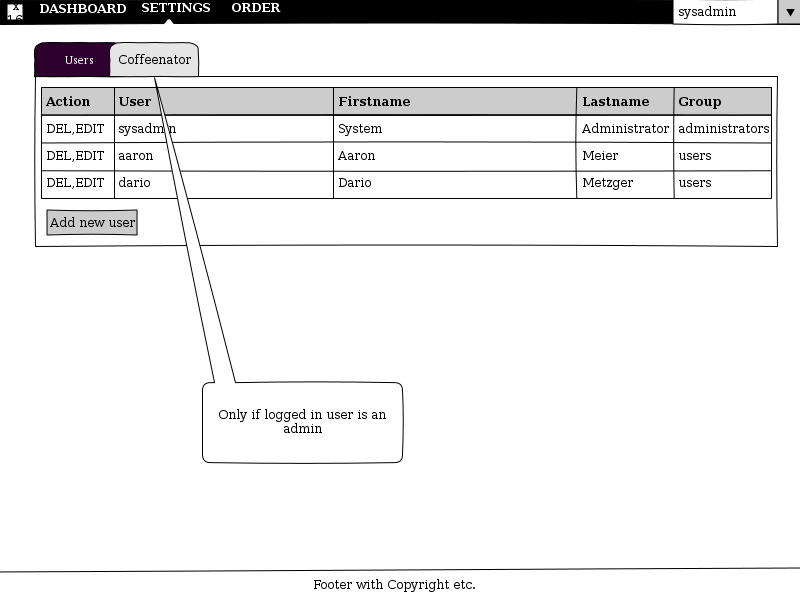 DASHBOARD SETTINGS ORDER sysadmin
Users Coffeenator
Action User Firstname Lastname Group
DEL,EDIT sysadmin System Administrator administrators
DEL,EDIT aaron Aaron Meier users
DEL,EDIT dario Dario Metzger users
Add new user
Only if logged in user is an
admin
Footer with Copyright etc.